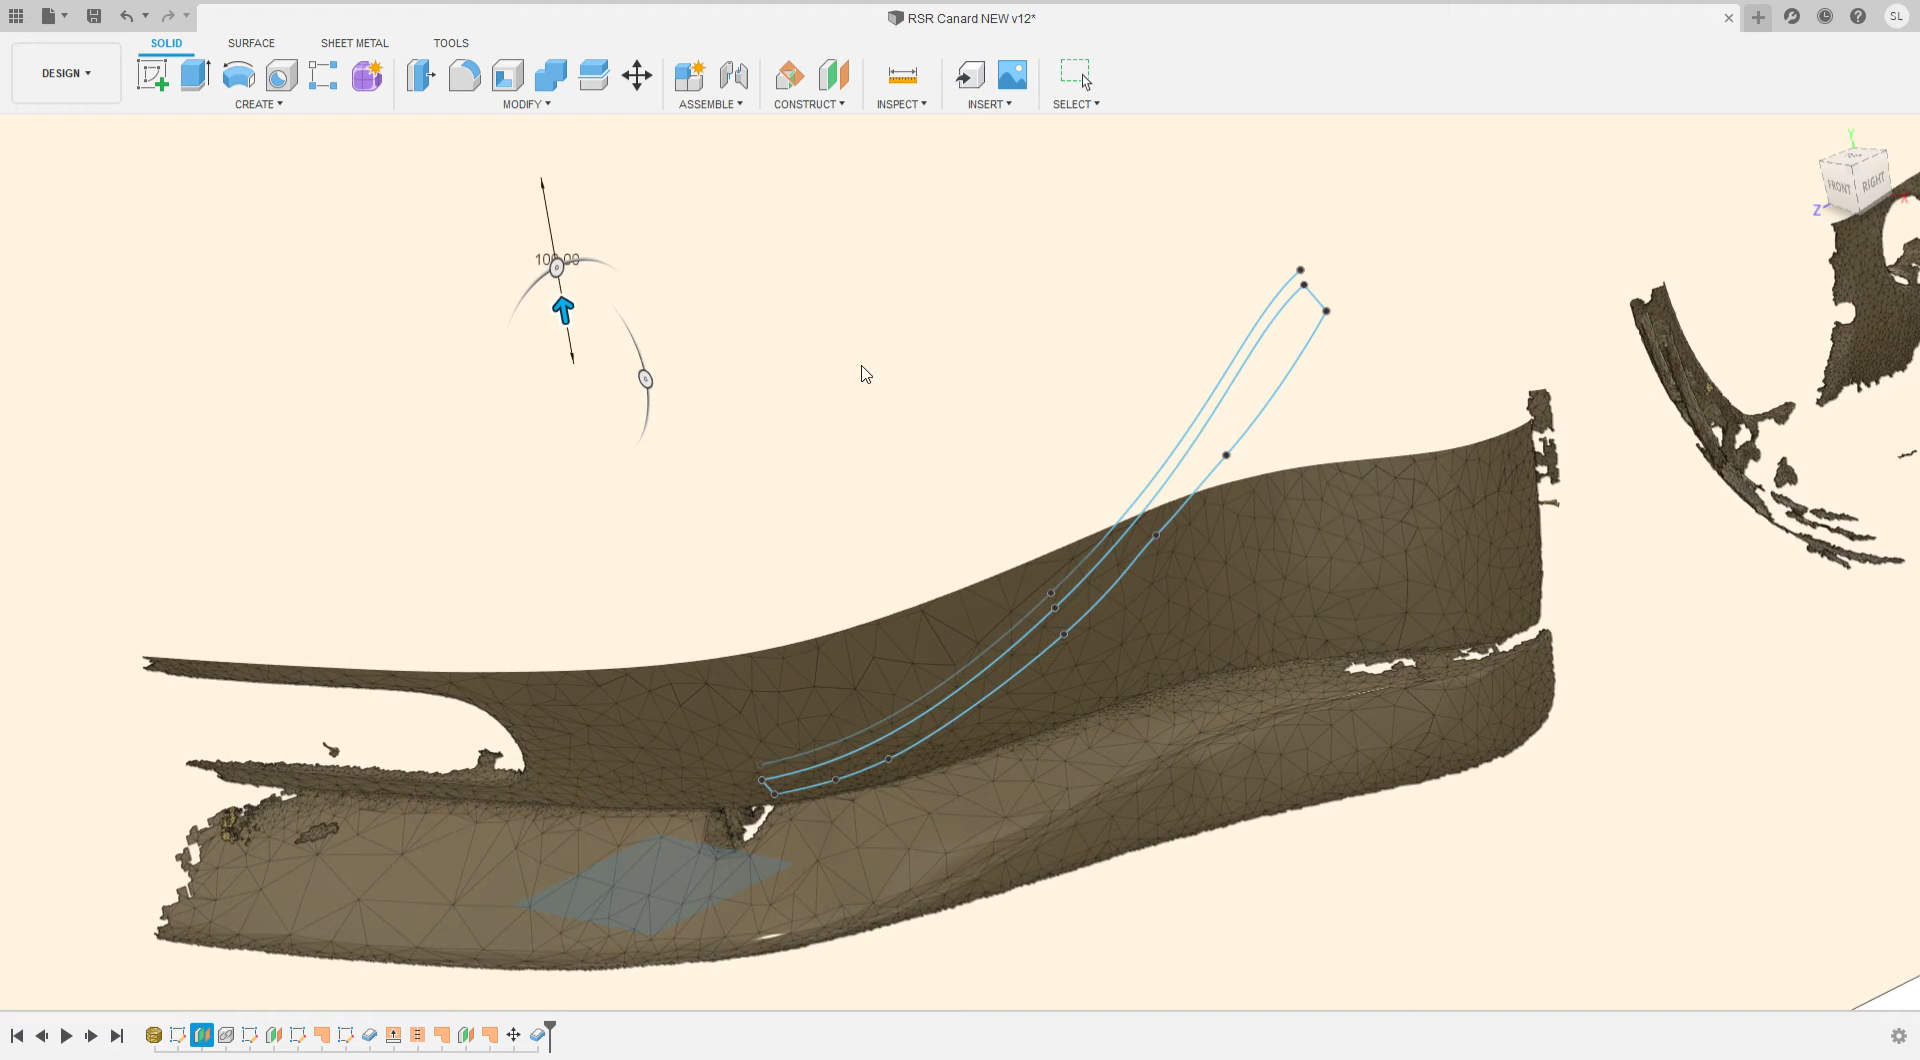 RSR Canard NEW v12*
SL
SOLID
SURFACE
SHEET METAL
TOOLS
DESIGN
CREATE
MODIFY
ASSEMBLE
CONSTRUCT
INSPECT
INSERT
SELECT
Y
FRONT
RIGHT
Z
X